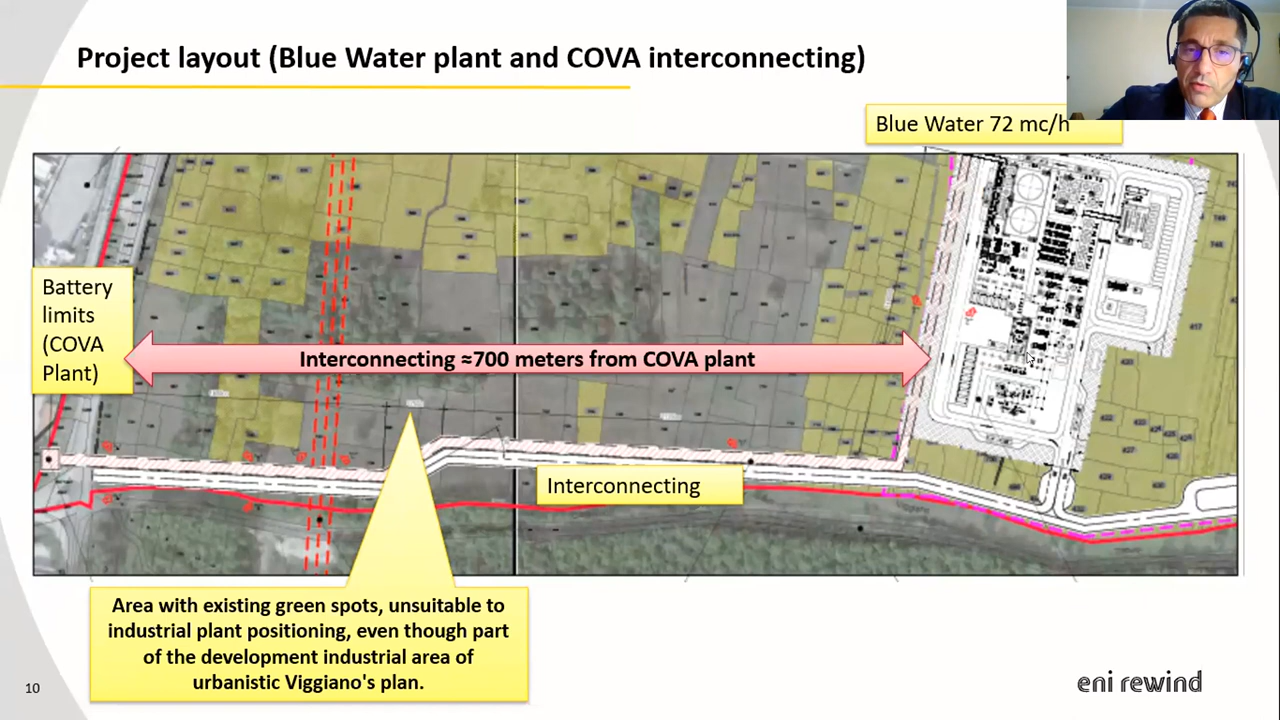 Project layout (Blue Water plant and COVA interconnecting)
Blue Water 72 mc/h
Battery
limits
(COVA
Plant)
Interconnecting ≈700 meters from COVA plant
Interconnecting
Area with existing green spots, unsuitable to
industrial plant positioning, even though part
of the development industrial area of
urbanistic Viggiano's plan.
10
eni rewind